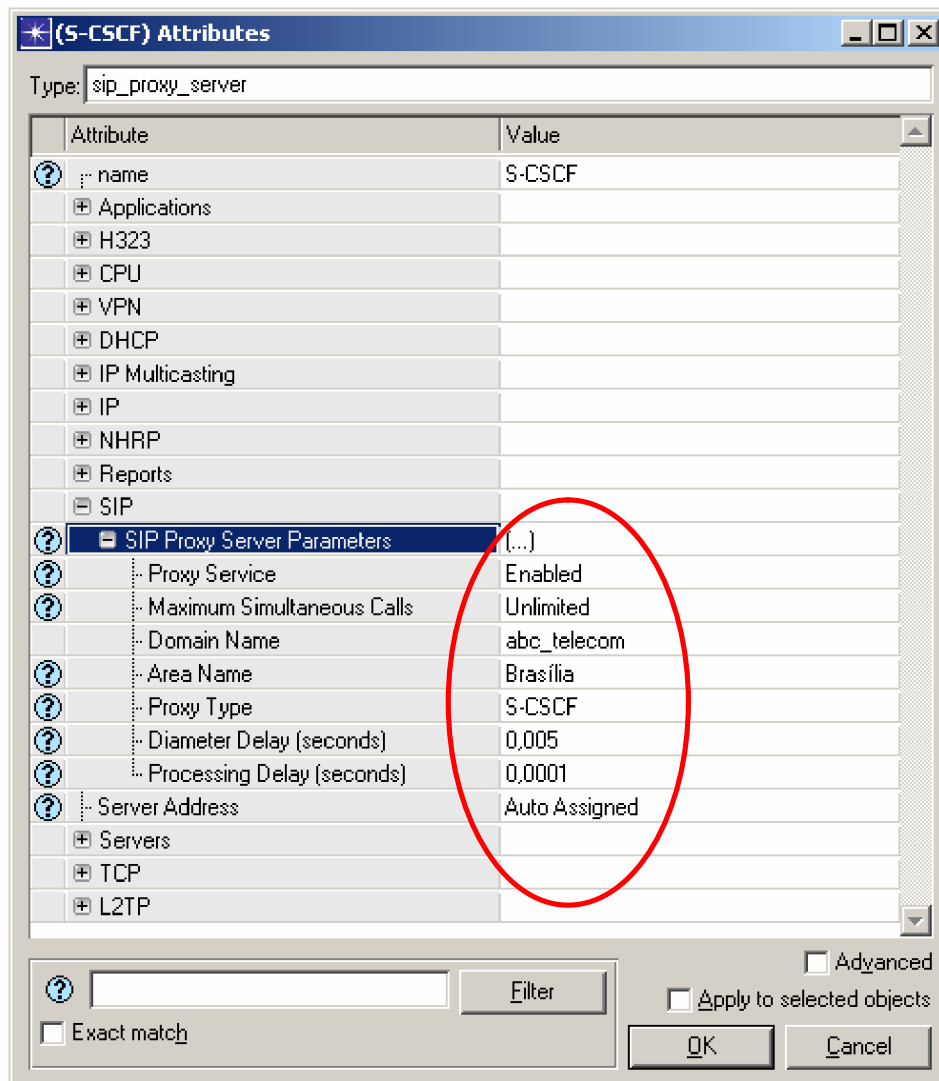 (S-CSCF) Attributes
Type: sip_proxy_server
Attribute Value
name S-CSCF
Applications
H323
CPU
VPN
DHCP
IP Multicasting
IP
NHRP
Reports
SIP
SIP Proxy Server Parameters (...)
Proxy Service Enabled
Maximum Simultaneous Calls Unlimited
Domain Name abc_telecom
Area Name Brasília
Proxy Type S-CSCF
Diameter Delay (seconds) 0,005
Processing Delay (seconds) 0,0001
Server Address Auto Assigned
Servers
TCP
L2TP
Advanced
Filter
Apply to selected objects
Exact match
OK Cancel